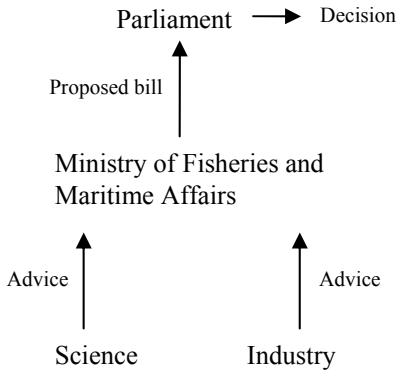 Parliament Decision
Proposed bill
Ministry of Fisheries and
Maritime Affairs
Advice Advice
Science Industry